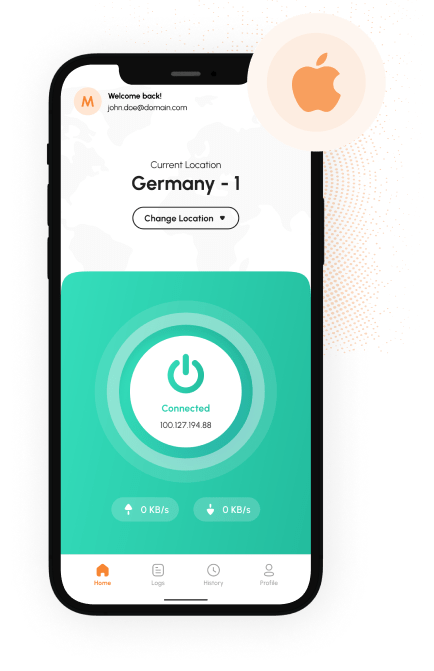 M
Welcome back!
john.doe@domain.com
Current Location
Germany - 1
Change Location
Connected
100.127.194.88
0 KB/s 0 KB/s
Home Logs History Profile